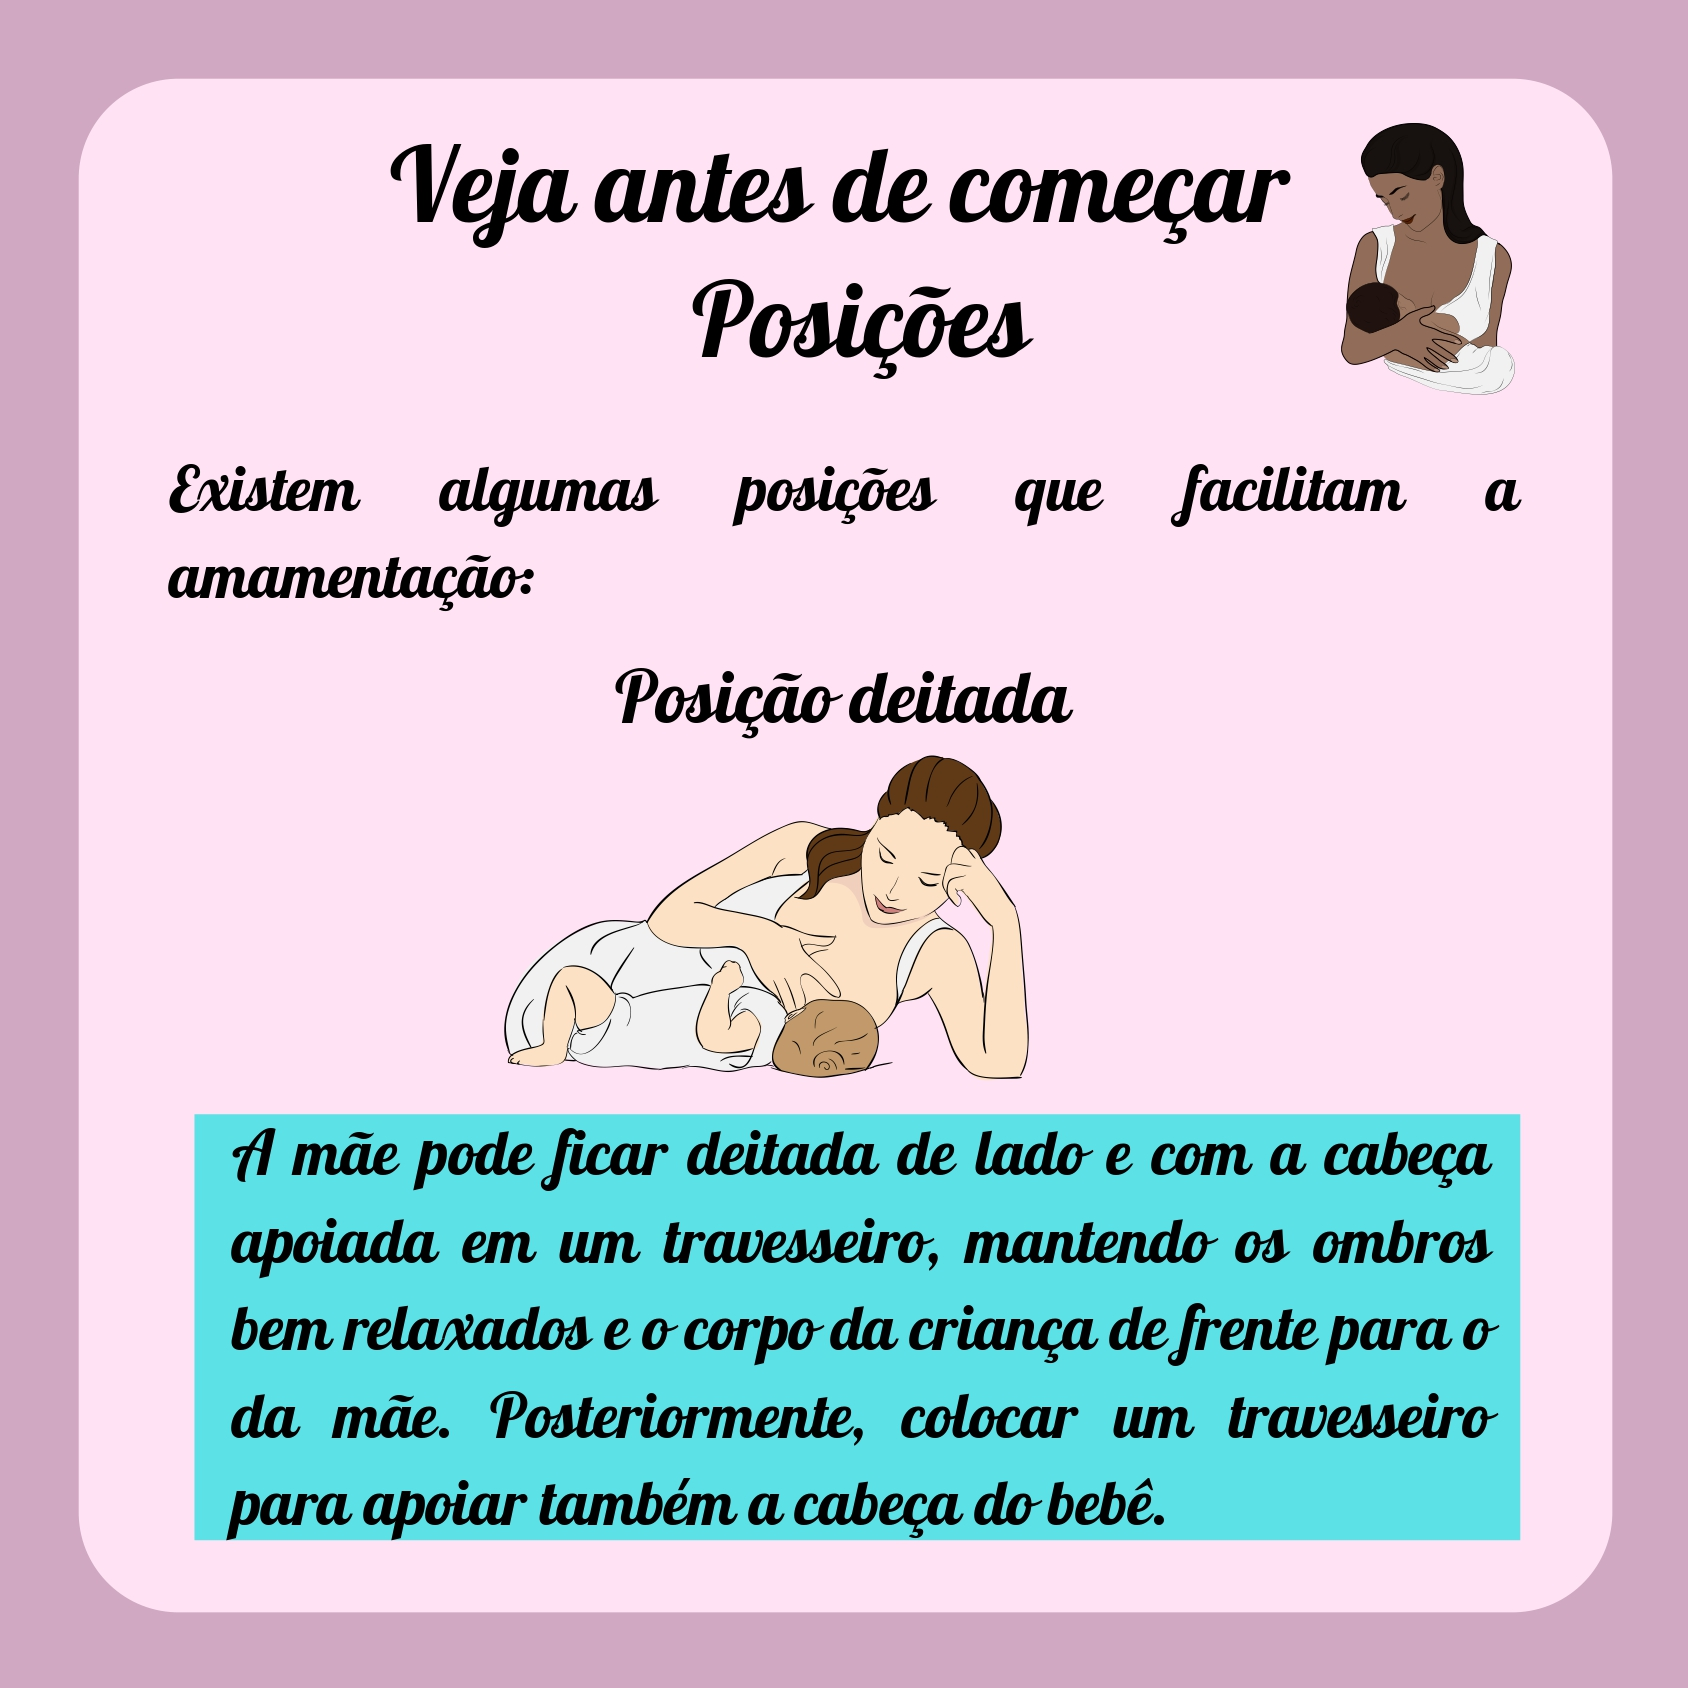 Veja antes de começar
Posições
Existem algumas posições que facilitam a
amamentação:
Posição deitada
A mãe pode ficar deitada de lado e com a cabeça
apoiada em um travesseiro, mantendo os ombros
bem relaxados e o corpo da criança de frente para o
da mãe. Posteriormente, colocar um travesseiro
para apoiar também a cabeça do bebê.